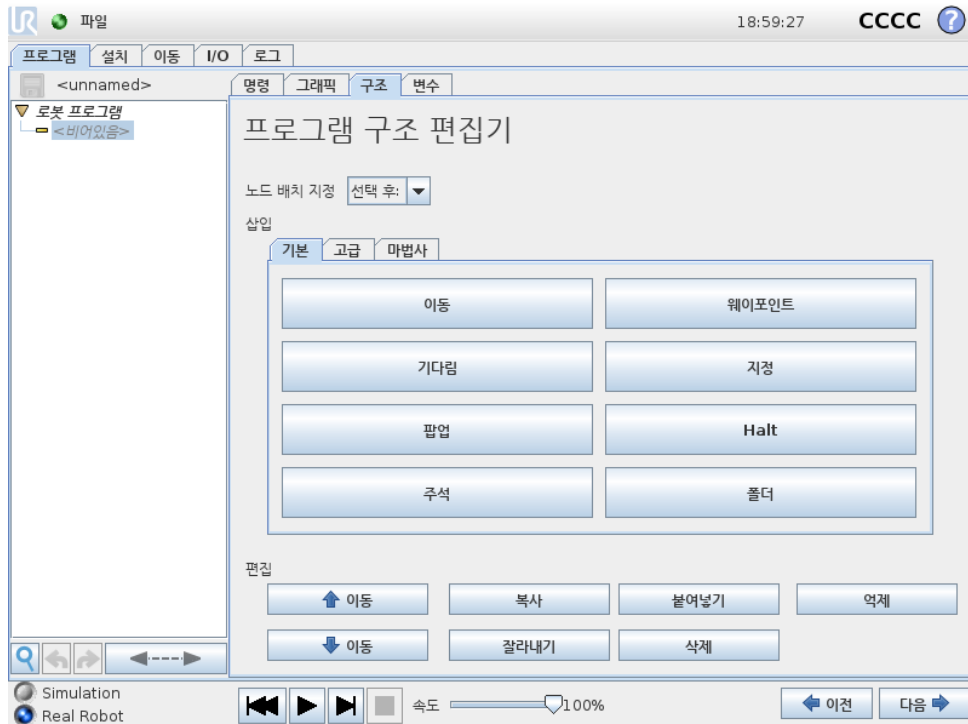 UR 파일 18:59:27 CCCC ?
프로그램 설치 이동 I/O 로그
<unnamed> 명령 그래픽 구조 변수
로봇 프로그램
<비어있음>
프로그램 구조 편집기
노드 배치 지정 선택 후:
삽입
기본 고급 마법사
이동 웨이포인트
기다림 지정
팝업 Halt
주석 폴더
편집
이동 복사 붙여넣기 억제
이동 잘라내기 삭제
Simulation
Real Robot
속도 100% 이전 다음